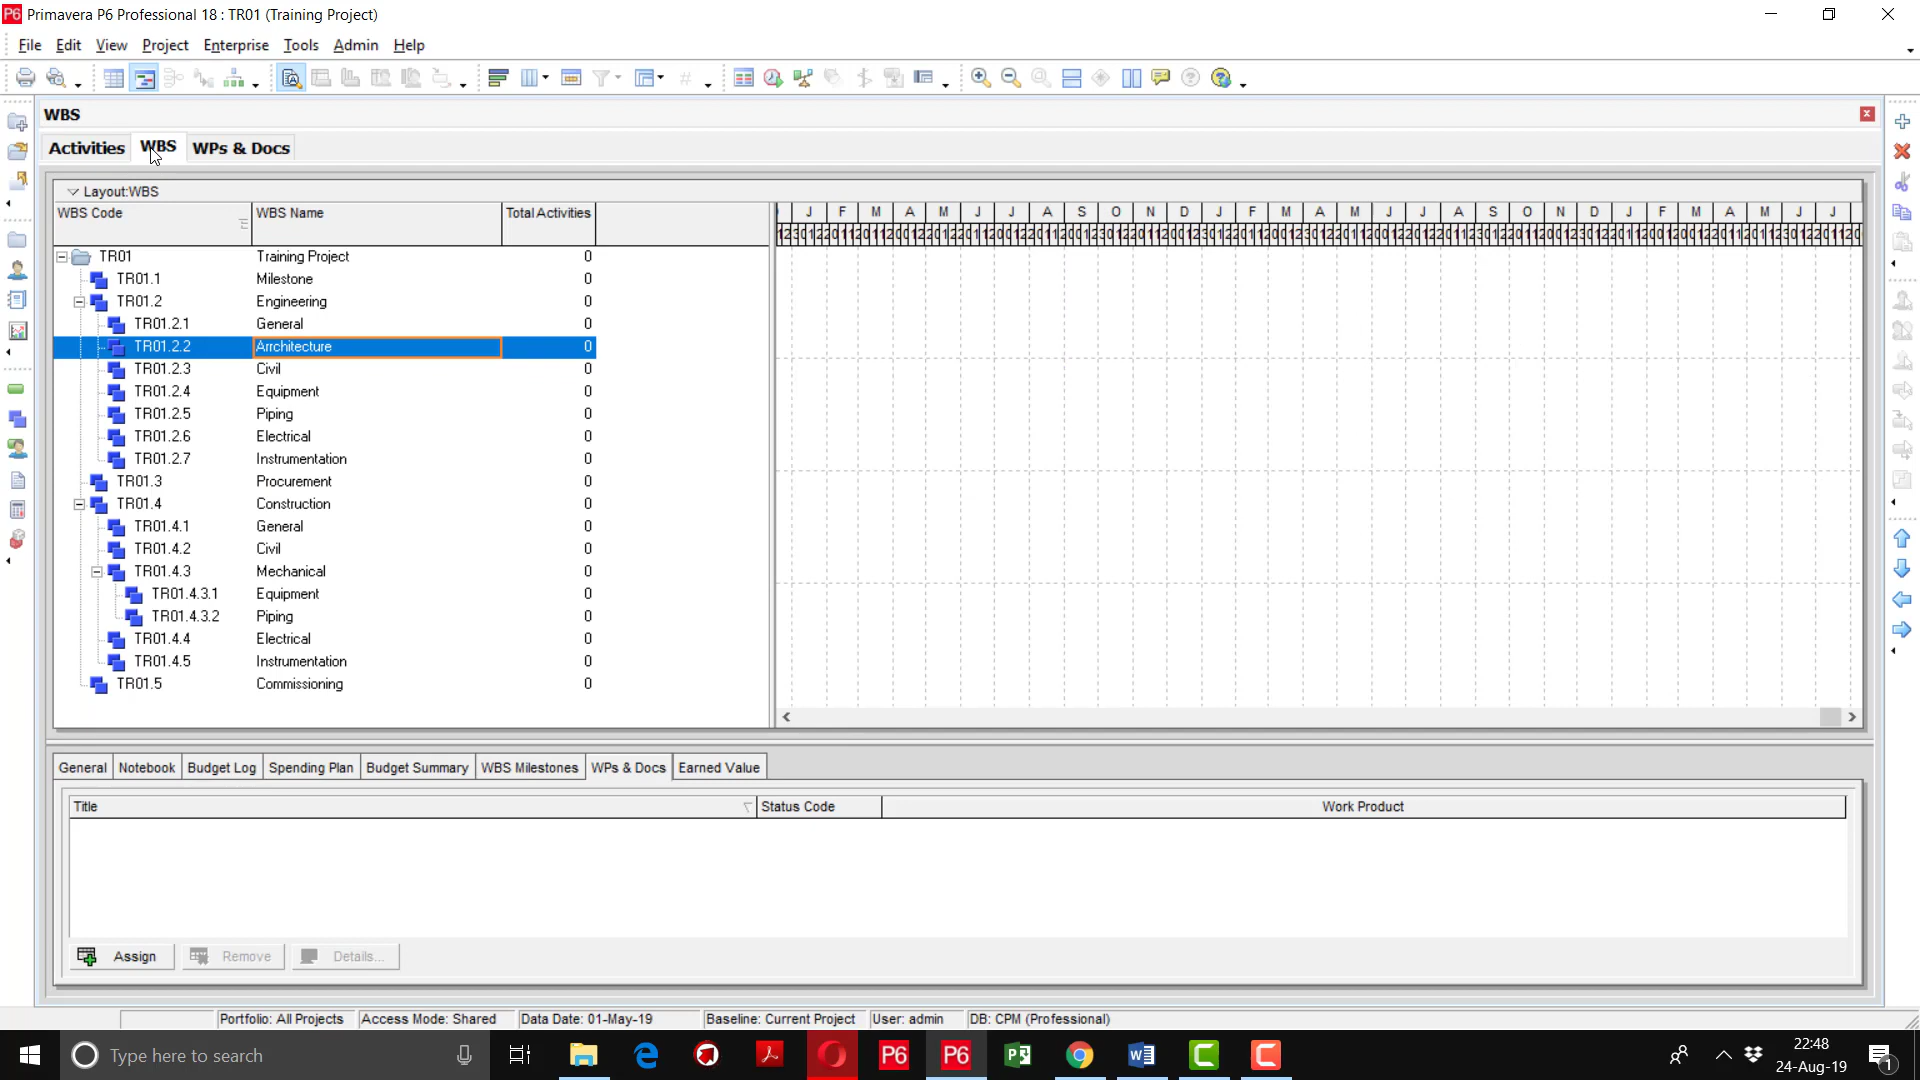 P6 Primavera P6 Professional 18 : TR01 (Training Project)
File Edit View Project Enterprise Tools Admin Help
WBS
Activities WBS WPs & Docs
Layout:WBS
WBS Code WBS Name Total Activities J F M A M J J A S O N D J F M A M J J A S O N D J F M A M J J
TR01 Training Project 0
TR01.1 Milestone 0
TR01.2 Engineering 0
TR01.2.1 General 0
TR01.2.2 Arrchitecture 0
TR01.2.3 Civil 0
TR01.2.4 Equipment 0
TR01.2.5 Piping 0
TR01.2.6 Electrical 0
TR01.2.7 Instrumentation 0
TR01.3 Procurement 0
TR01.4 Construction 0
TR01.4.1 General 0
TR01.4.2 Civil 0
TR01.4.3 Mechanical 0
TR01.4.3.1 Equipment 0
TR01.4.3.2 Piping 0
TR01.4.4 Electrical 0
TR01.4.5 Instrumentation 0
TR01.5 Commissioning 0
General Notebook Budget Log Spending Plan Budget Summary WBS Milestones WPs & Docs Earned Value
Title Status Code Work Product
Assign Remove Details...
Portfolio: All Projects Access Mode: Shared Data Date: 01-May-19 Baseline: Current Project User: admin DB: CPM (Professional)
Type here to search P6 P6 22:48
24-Aug-19 1